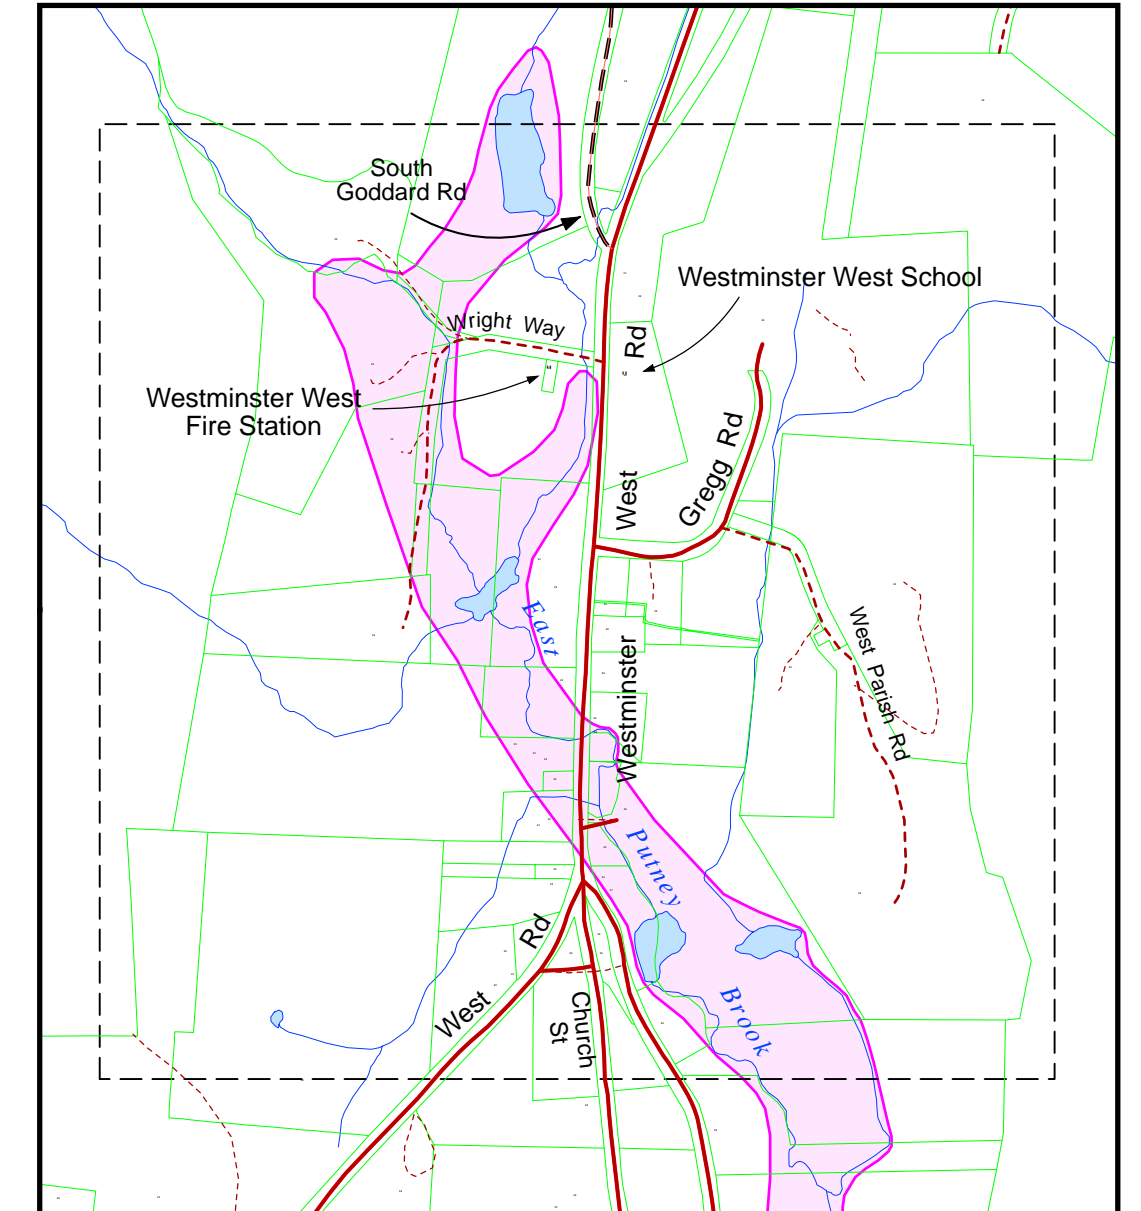 South
Goddard Rd
Westminster West School
Wright Way
Rd
Westminster West
Fire Station
Gregg Rd
West
East
West Parish Rd
Westminster
Putney
Rd
West
Church
St
Brook